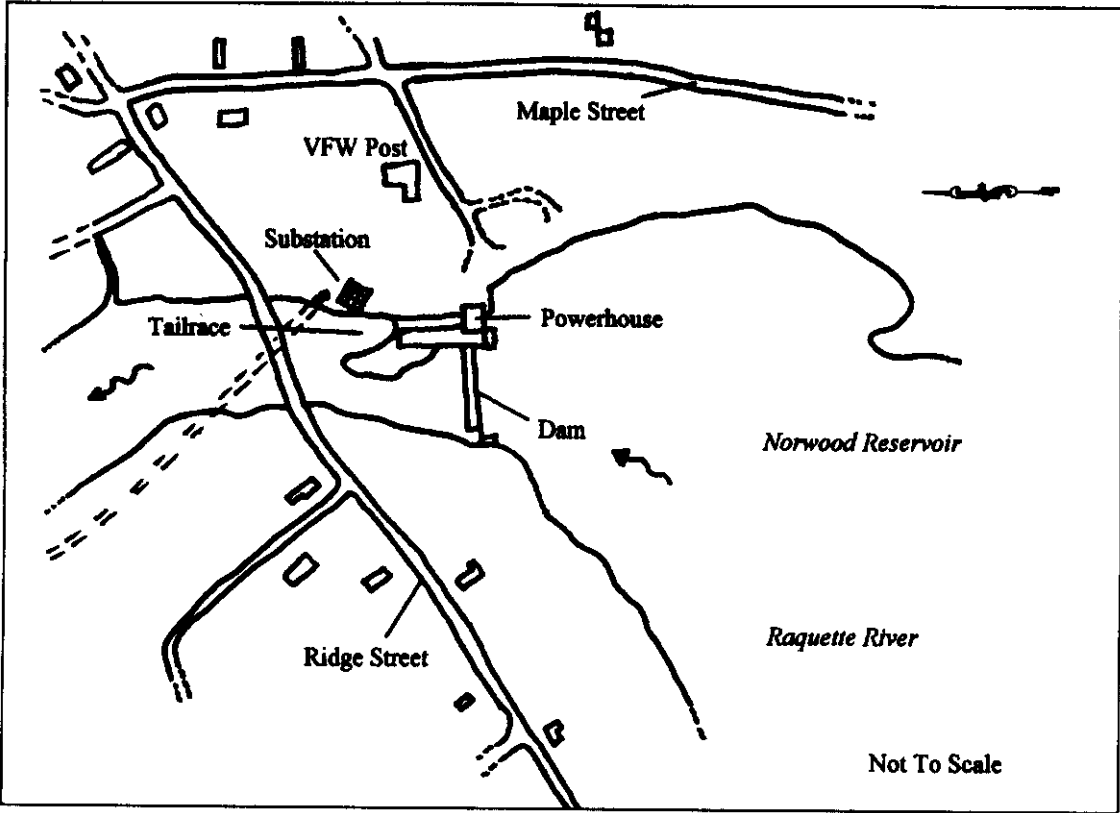 Maple Street
VFW Post
Substation
Tailrace
Powerhouse
Dam
Norwood Reservoir
Raquette River
Ridge Street
Not To Scale